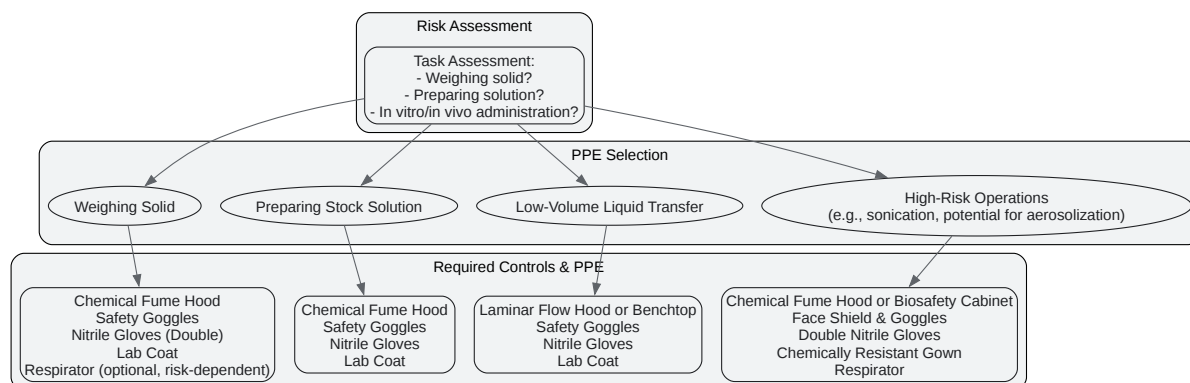 Risk Assessment
Task Assessment:
- Weighing solid?
- Preparing solution?
- In vitro/in vivo administration?
PPE Selection
Weighing Solid
Preparing Stock Solution
Low-Volume Liquid Transfer
High-Risk Operations
(e.g., sonication, potential for aerosolization)
Required Controls & PPE
Chemical Fume Hood
Safety Goggles
Nitrile Gloves (Double)
Lab Coat
Respirator (optional, risk-dependent)
Chemical Fume Hood
Safety Goggles
Nitrile Gloves
Lab Coat
Laminar Flow Hood or Benchtop
Safety Goggles
Nitrile Gloves
Lab Coat
Chemical Fume Hood or Biosafety Cabinet
Face Shield & Goggles
Double Nitrile Gloves
Chemically Resistant Gown
Respirator